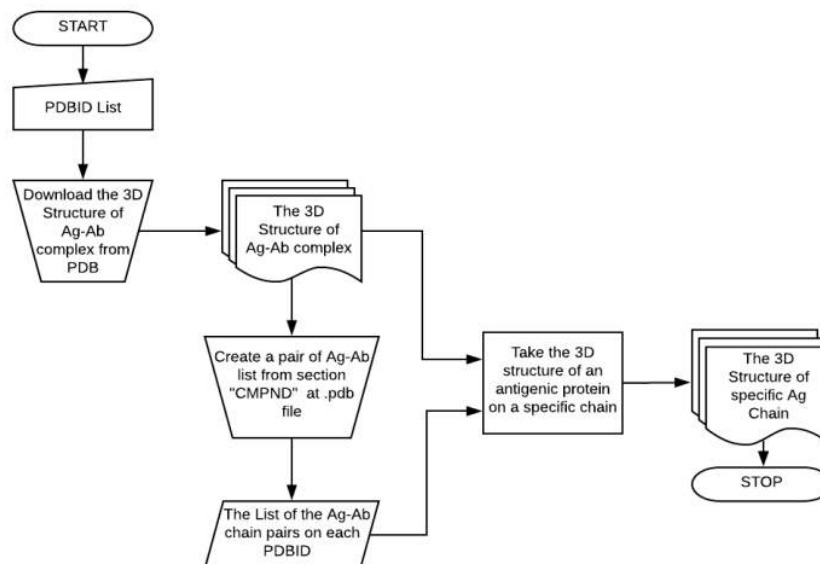 START
PDBID List
Download the 3D
Structure of
Ag-Ab
complex from
PDB
The 3D
Structure of
Ag-Ab complex
Create a pair of Ag-Ab
list from section
"CMPND" at .pdb
file
The List of the Ag-Ab
chain pairs on each
PDBID
Take the 3D
structure of an
antigenic protein
on a specific chain
The 3D
Structure of
specific Ag
Chain
STOP